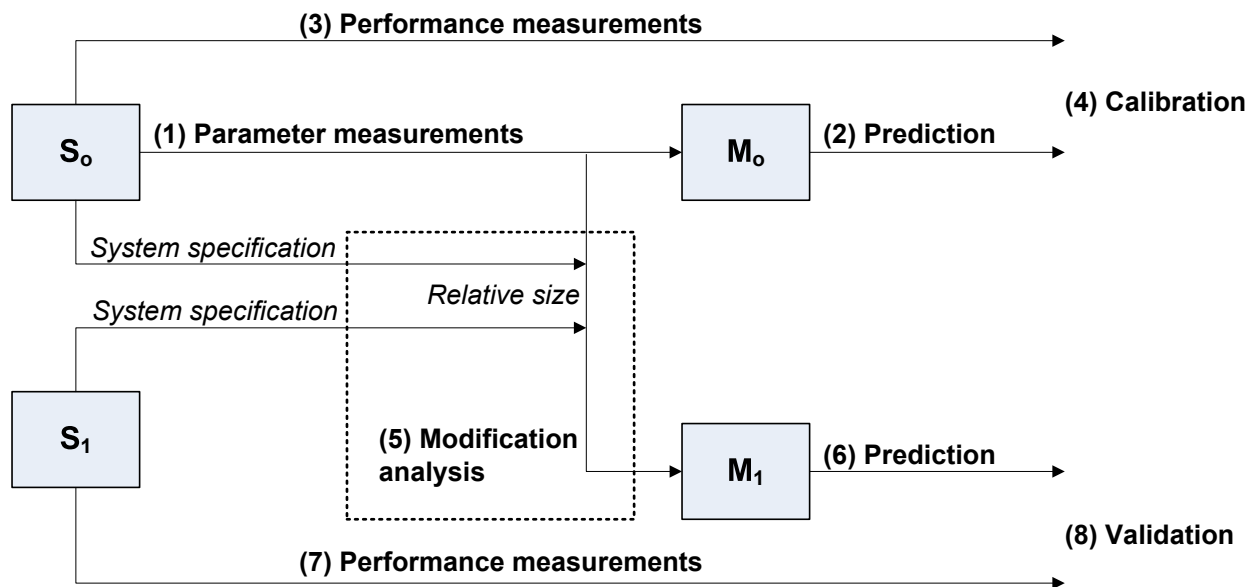 (3) Performance measurements
(4) Calibration
So
(1) Parameter measurements
Mo
(2) Prediction
System specification
System specification
Relative size
S1
(5) Modification
analysis
M1
(6) Prediction
(8) Validation
(7) Performance measurements